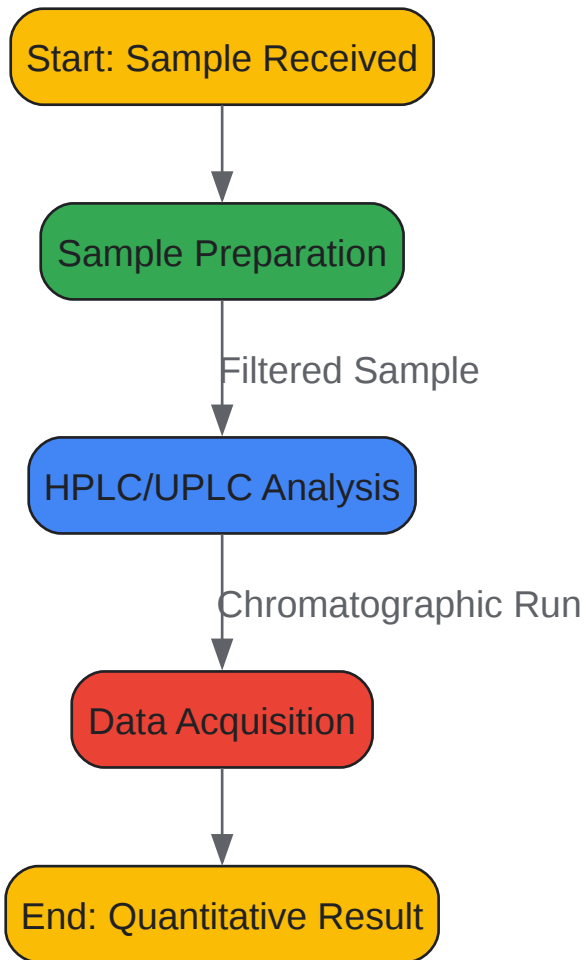 Start: Sample Received
Sample Preparation
Filtered Sample
HPLC/UPLC Analysis
Chromatographic Run
Data Acquisition
End: Quantitative Result